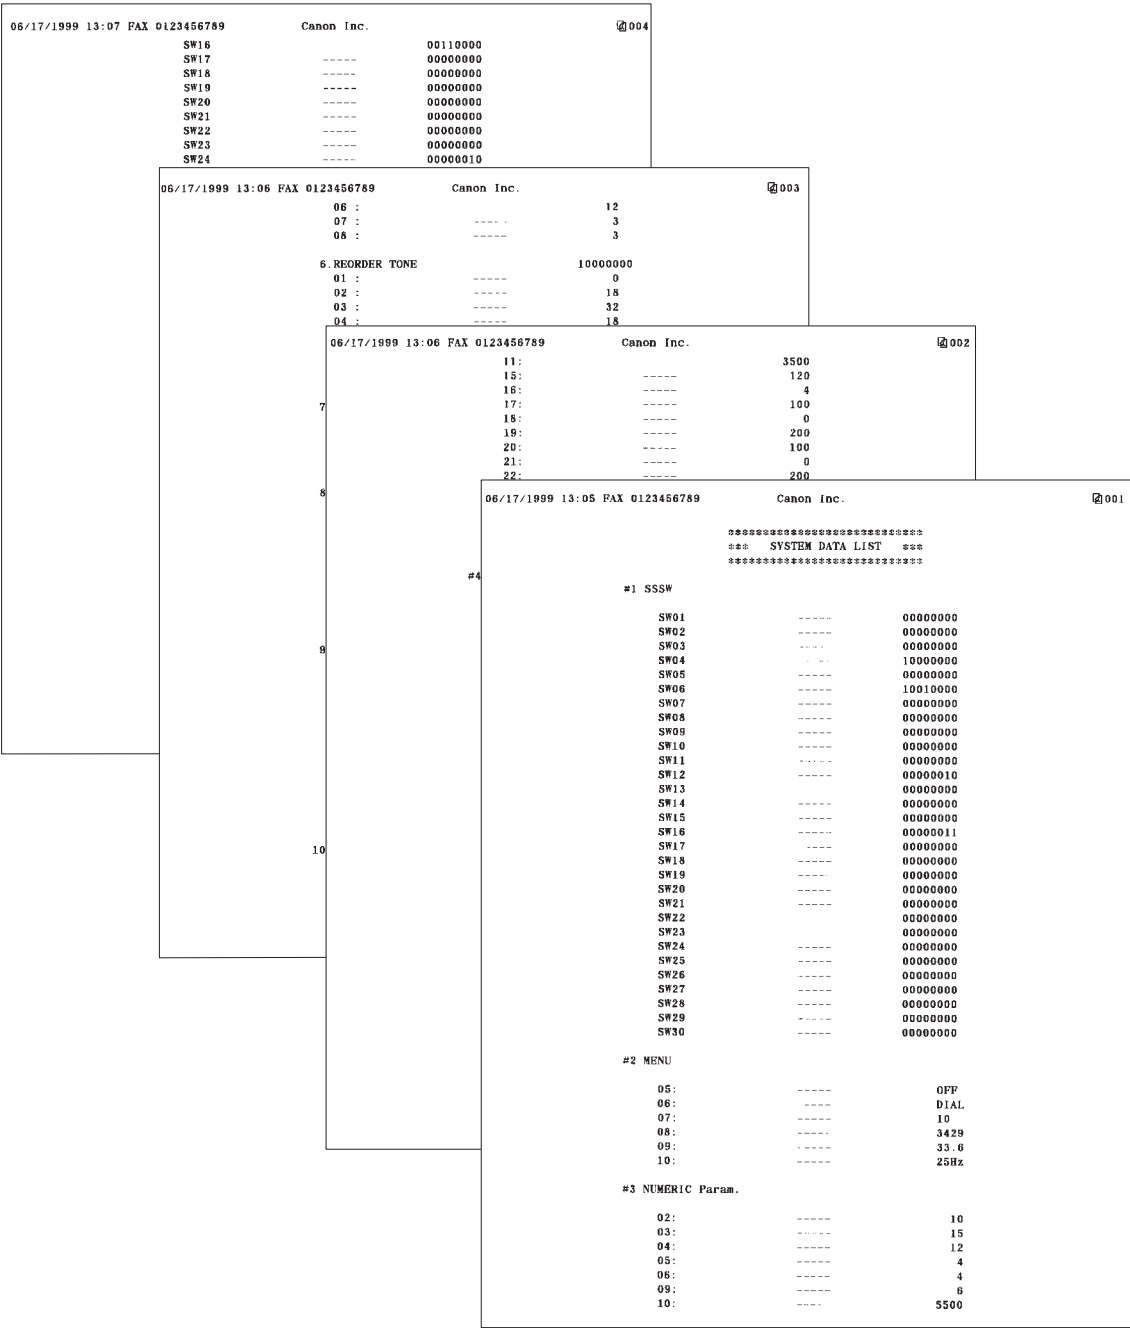 06/17/1999 13:07 FAX 0123456789 Canon Inc. 004
SW16 00110000
SW17 ----- 00000000
SW18 ----- 00000000
SW19 ----- 00000000
SW20 ----- 00000000
SW21 ----- 00000000
SW22 ----- 00000000
SW23 ----- 00000000
SW24 ----- 00000010
06/17/1999 13:06 FAX 0123456789 Canon Inc. 003
06 : 12
07 : ----- 3
08 : ----- 3
6.REORDER TONE 10000000
01 : ----- 0
02 : ----- 18
03 : ----- 32
04 : ----- 18
7
8
9
10
06/17/1999 13:06 FAX 0123456789 Canon Inc. 002
11: 3500
15: ----- 120
16: ----- 4
17: ----- 100
18: ----- 0
19: ----- 200
20: ----- 100
21: ----- 0
22: ----- 200
#4
06/17/1999 13:05 FAX 0123456789 Canon Inc. 001
****************************
*** SYSTEM DATA LIST ***
****************************
#1 SSSW
SW01 ----- 00000000
SW02 ----- 00000000
SW03 ----- 00000000
SW04 ----- 10000000
SW05 ----- 00000000
SW06 ----- 10010000
SW07 ----- 00000000
SW08 ----- 00000000
SW09 ----- 00000000
SW10 ----- 00000000
SW11 ----- 00000000
SW12 ----- 00000010
SW13 00000000
SW14 ----- 00000000
SW15 ----- 00000000
SW16 ----- 00000011
SW17 ---- 00000000
SW18 ----- 00000000
SW19 ----- 00000000
SW20 ----- 00000000
SW21 ----- 00000000
SW22 00000000
SW23 00000000
SW24 ----- 00000000
SW25 ----- 00000000
SW26 ----- 00000000
SW27 ----- 00000000
SW28 ----- 00000000
SW29 ----- 00000000
SW30 ----- 00000000
#2 MENU
05: ----- OFF
06: ---- DIAL
07: ----- 10
08: ----- 3429
09: ----- 33.6
10: ----- 25Hz
#3 NUMERIC Param.
02: ----- 10
03: ----- 15
04: ----- 12
05: ----- 4
06: ----- 4
09: ----- 6
10: ---- 5500